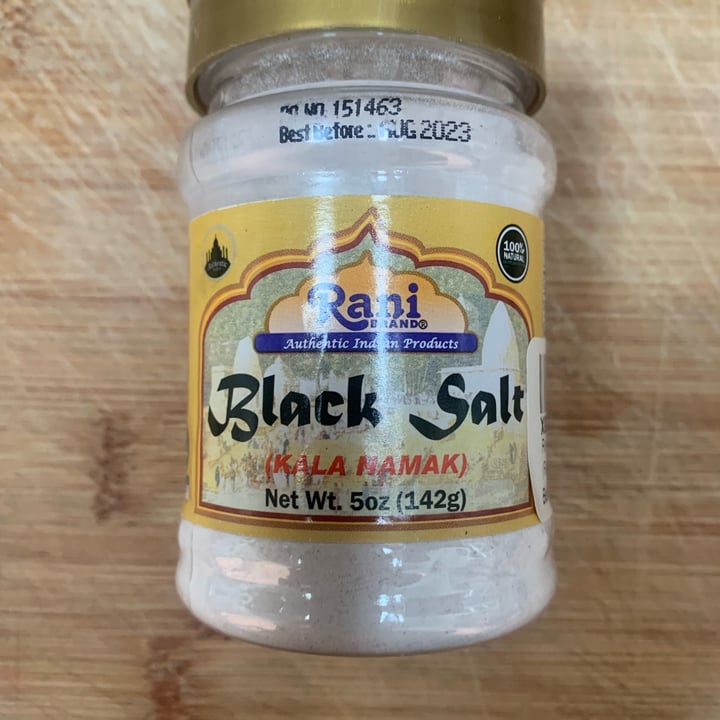 151463
Best Before: AUG 2023
100%
NATURAL
Rani
BRAND®
Authentic Indian Products
Black Salt
(KALA NAMAK)
Net Wt. 5oz (142g)